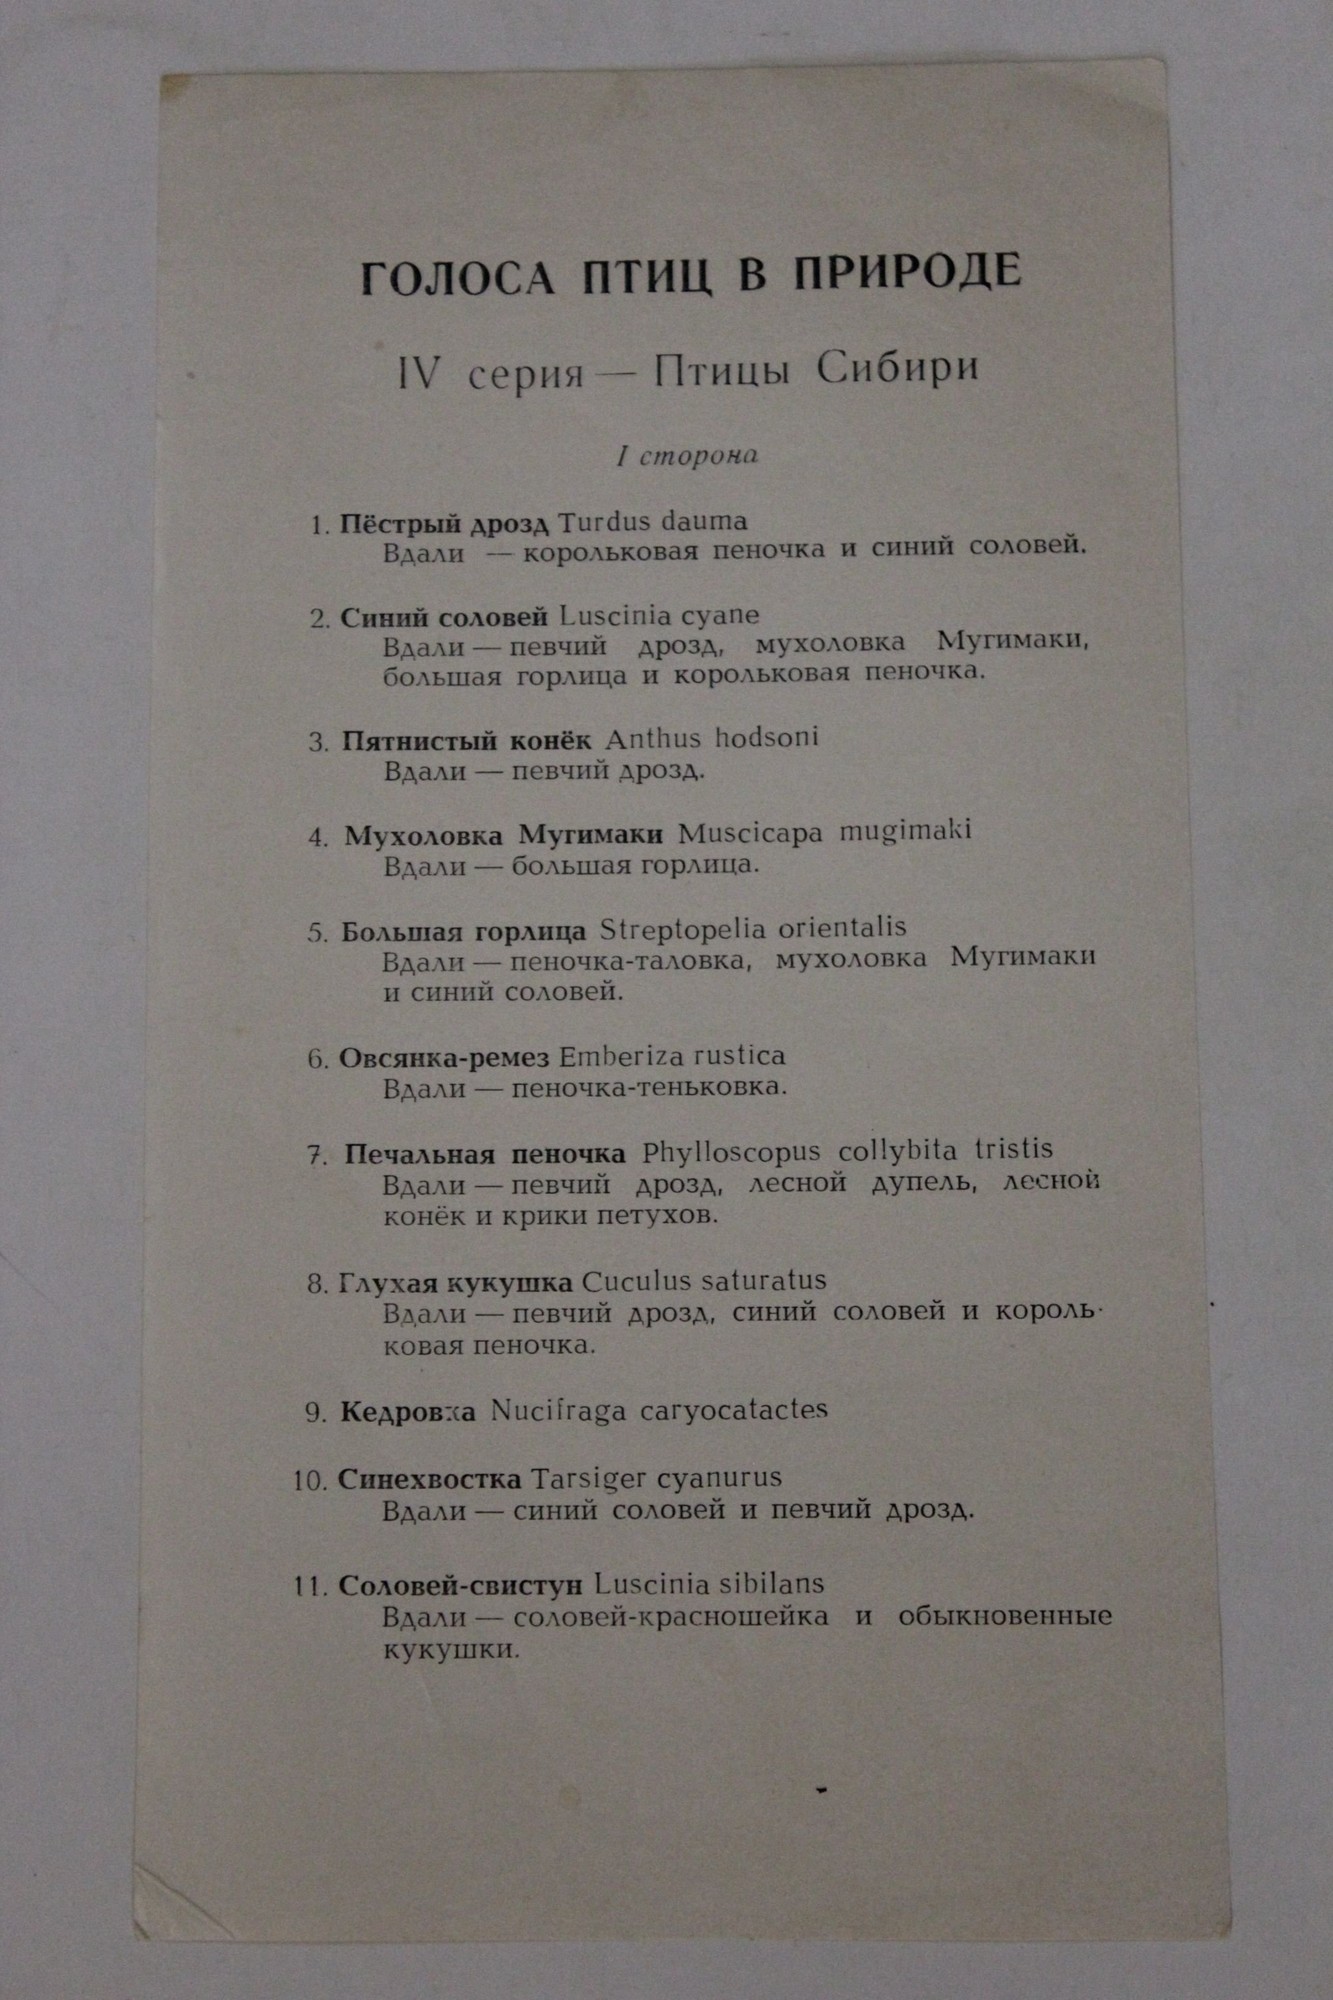 ГОЛОСА ПТИЦ В ПРИРОДЕ
IV серия — Птицы Сибири
I сторона
1. Пёстрый дрозд Turdus dauma
Вдали — корольковая пеночка и синий соловей.
2. Синий соловей Luscinia cyane
Вдали — певчий дрозд, мухоловка Мугимаки,
большая горлица и корольковая пеночка.
3. Пятнистый конёк Anthus hodsoni
Вдали — певчий дрозд.
4. Мухоловка Мугимаки Muscicapa mugimaki
Вдали — большая горлица.
5. Большая горлица Streptopelia orientalis
Вдали — пеночка-таловка, мухоловка Мугимаки
и синий соловей.
6. Овсянка-ремез Emberiza rustica
Вдали — пеночка-теньковка.
7. Печальная пеночка Phylloscopus collybita tristis
Вдали — певчий дрозд, лесной дупель, лесной
конёк и крики петухов.
8. Глухая кукушка Cuculus saturatus
Вдали — певчий дрозд, синий соловей и король-
ковая пеночка.
9. Кедровка Nucifraga caryocatactes
10. Синехвостка Tarsiger cyanurus
Вдали — синий соловей и певчий дрозд.
11. Соловей-свистун Luscinia sibilans
Вдали — соловей-красношейка и обыкновенные
кукушки.